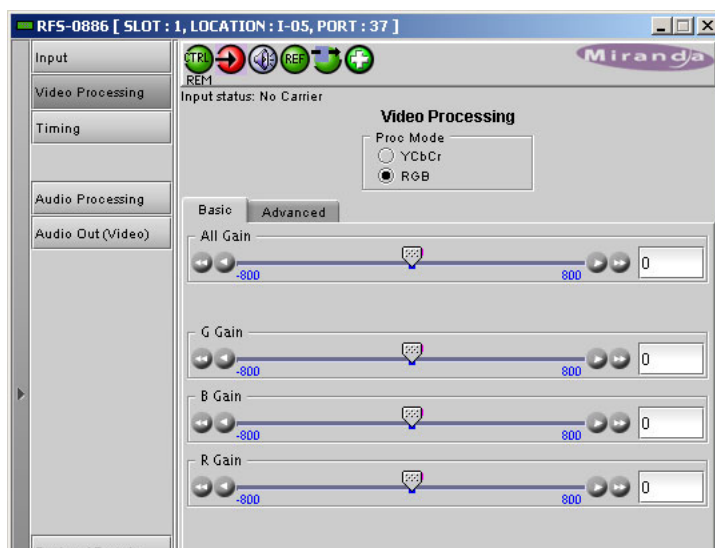 RFS-0886 [ SLOT : 1, LOCATION : I-05, PORT : 37 ]
Input
Video Processing
Timing
Audio Processing
Audio Out (Video)
CTRL
REM
REF
Miranda
Input status: No Carrier
Video Processing
Proc Mode
YCbCr
RGB
Basic
Advanced
All Gain
-800
800
0
G Gain
-800
800
0
B Gain
-800
800
0
R Gain
-800
800
0